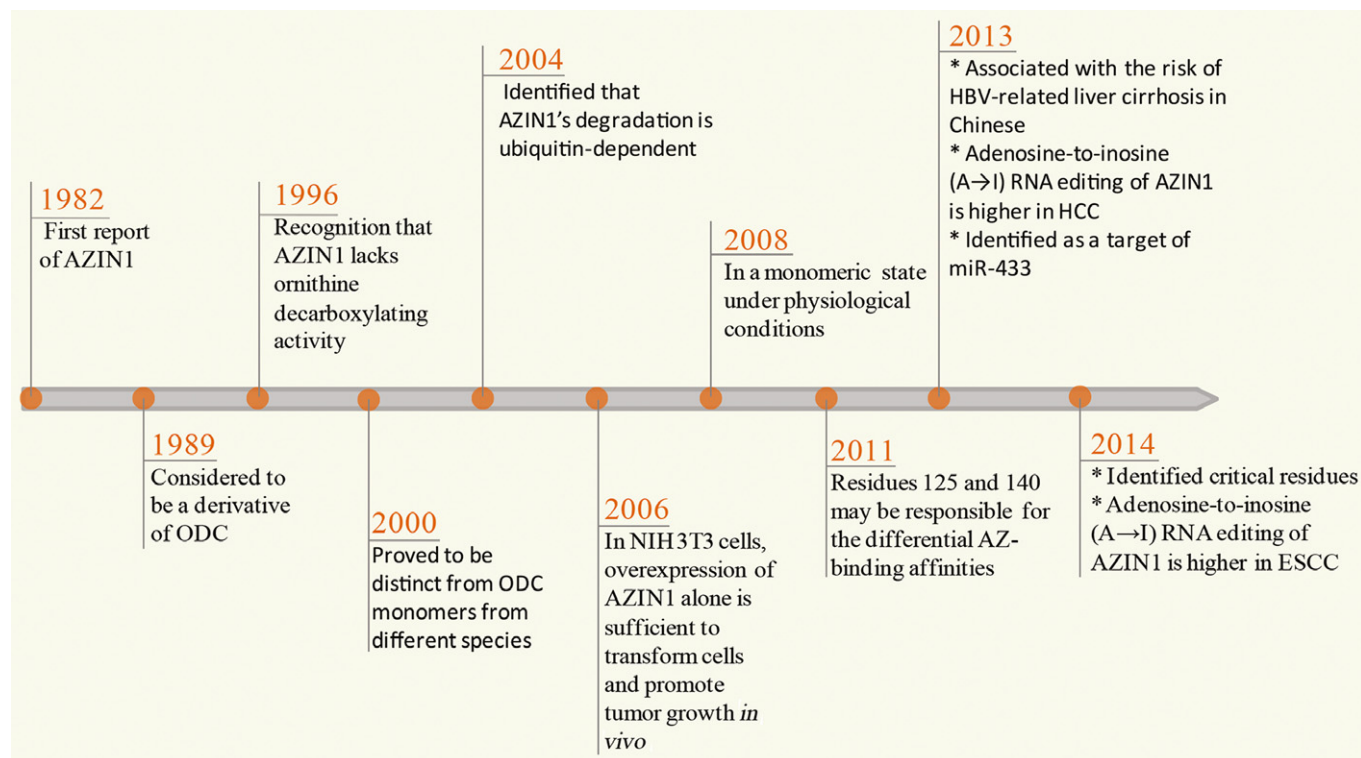 1982
First report
of AZIN1
1989
Considered to
be a derivative
of ODC
1996
Recognition that
AZIN1 lacks
ornithine
decarboxylating
activity
2000
Proved to be
distinct from ODC
monomers from
different species
2004
Identified that
AZIN1's degradation is
ubiquitin-dependent
2006
In NIH3T3 cells,
overexpression of
AZIN1 alone is
sufficient to
transform cells
and promote
tumor growth in
vivo
2008
In a monomeric state
under physiological
conditions
2011
Residues 125 and 140
may be responsible for
the differential AZ-
binding affinities
2013
* Associated with the risk of
HBV-related liver cirrhosis in
Chinese
* Adenosine-to-inosine
(A→I) RNA editing of AZIN1
is higher in HCC
* Identified as a target of
miR-433
2014
* Identified critical residues
* Adenosine-to-inosine
(A→I) RNA editing of
AZIN1 is higher in ESCC